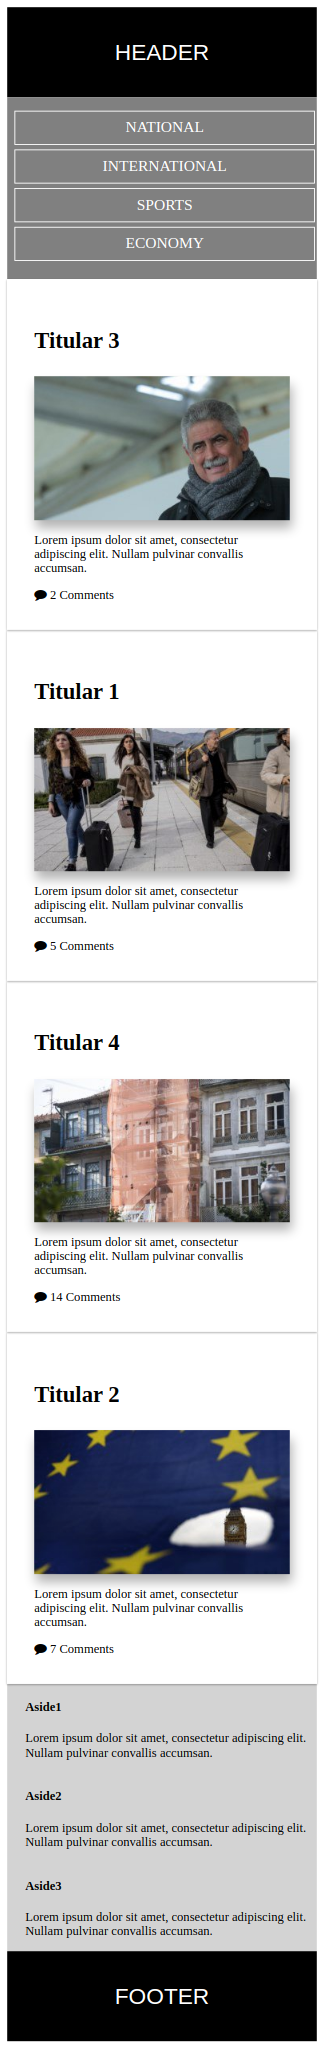 HEADER
NATIONAL
INTERNATIONAL
SPORTS
ECONOMY
Titular 3
Lorem ipsum dolor sit amet, consectetur
adipiscing elit. Nullam pulvinar convallis
accumsan.
2 Comments
Titular 1
Lorem ipsum dolor sit amet, consectetur
adipiscing elit. Nullam pulvinar convallis
accumsan.
5 Comments
Titular 4
Lorem ipsum dolor sit amet, consectetur
adipiscing elit. Nullam pulvinar convallis
accumsan.
14 Comments
Titular 2
Lorem ipsum dolor sit amet, consectetur
adipiscing elit. Nullam pulvinar convallis
accumsan.
7 Comments
Aside1
Lorem ipsum dolor sit amet, consectetur adipiscing elit.
Nullam pulvinar convallis accumsan.
Aside2
Lorem ipsum dolor sit amet, consectetur adipiscing elit.
Nullam pulvinar convallis accumsan.
Aside3
Lorem ipsum dolor sit amet, consectetur adipiscing elit.
Nullam pulvinar convallis accumsan.
FOOTER